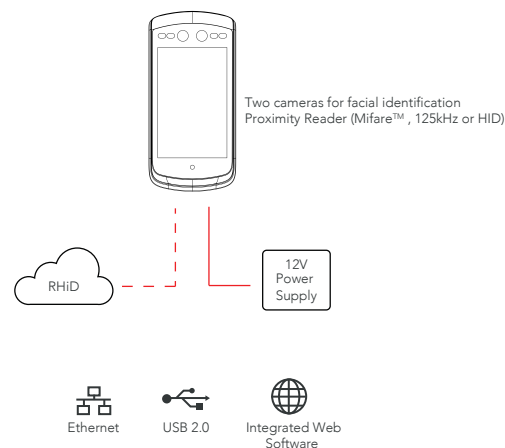 Two cameras for facial identification
Proximity Reader (Mifare™ , 125kHz or HID)
RHiD
12V
Power
Supply
Ethernet
USB 2.0
Integrated Web
Software